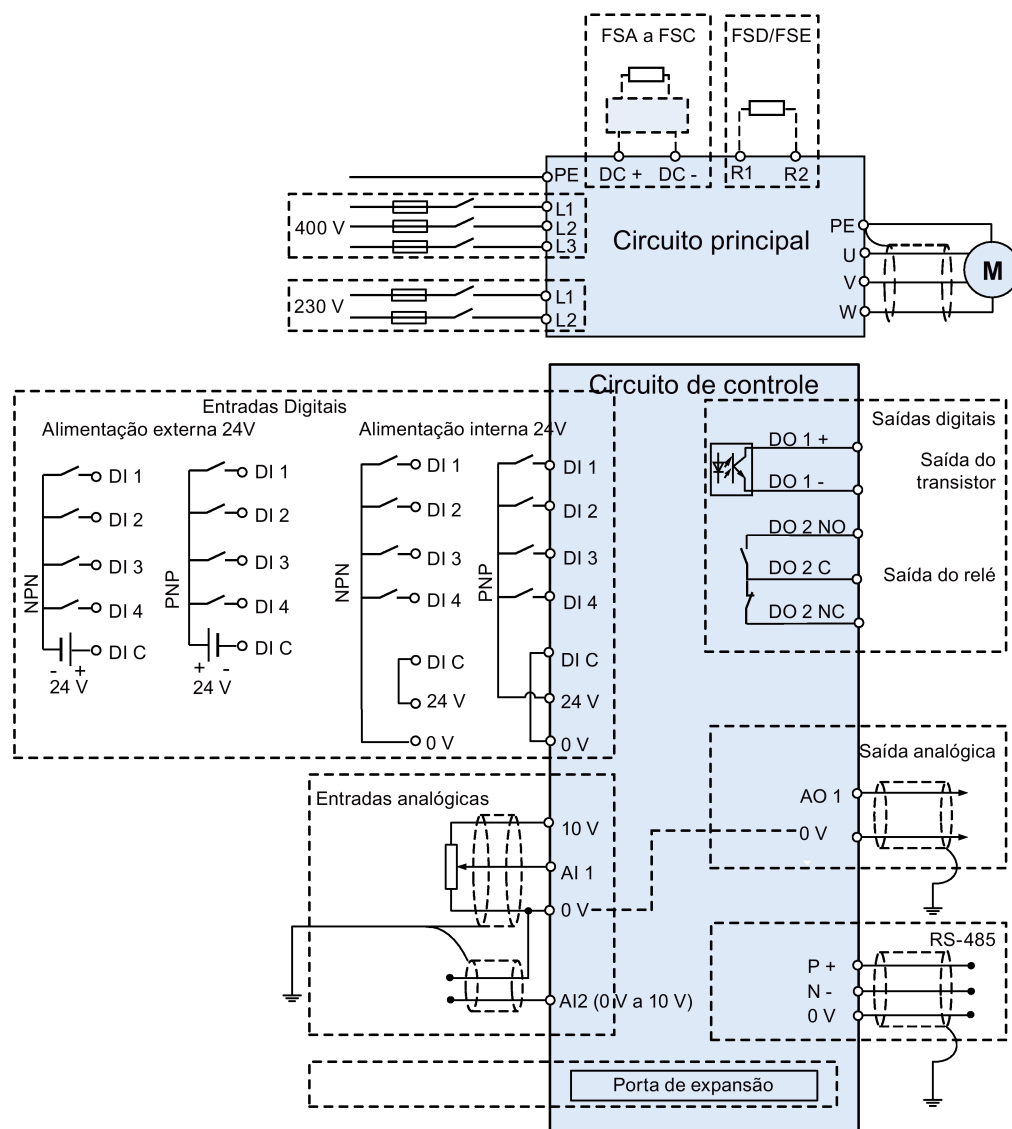 FSA a FSC
FSD/FSE
PE
DC +
DC -
R1
R2
400 V
L1
L2
L3
Circuito principal
PE
U
V
W
M
230 V
L1
L2
Circuito de controle
Entradas Digitais
Alimentação externa 24V
Alimentação interna 24V
NPN
DI 1
DI 2
DI 3
DI 4
DI C
- +
24 V
PNP
DI 1
DI 2
DI 3
DI 4
DI C
+ -
24 V
NPN
DI 1
DI 2
DI 3
DI 4
DI C
24 V
0 V
PNP
DI 1
DI 2
DI 3
DI 4
DI C
24 V
0 V
Saídas digitais
DO 1 +
DO 1 -
Saída do
transistor
DO 2 NO
DO 2 C
DO 2 NC
Saída do relé
Saída analógica
AO 1
0 V
Entradas analógicas
10 V
AI 1
0 V
AI2 (0 V a 10 V)
RS-485
P +
N -
0 V
Porta de expansão